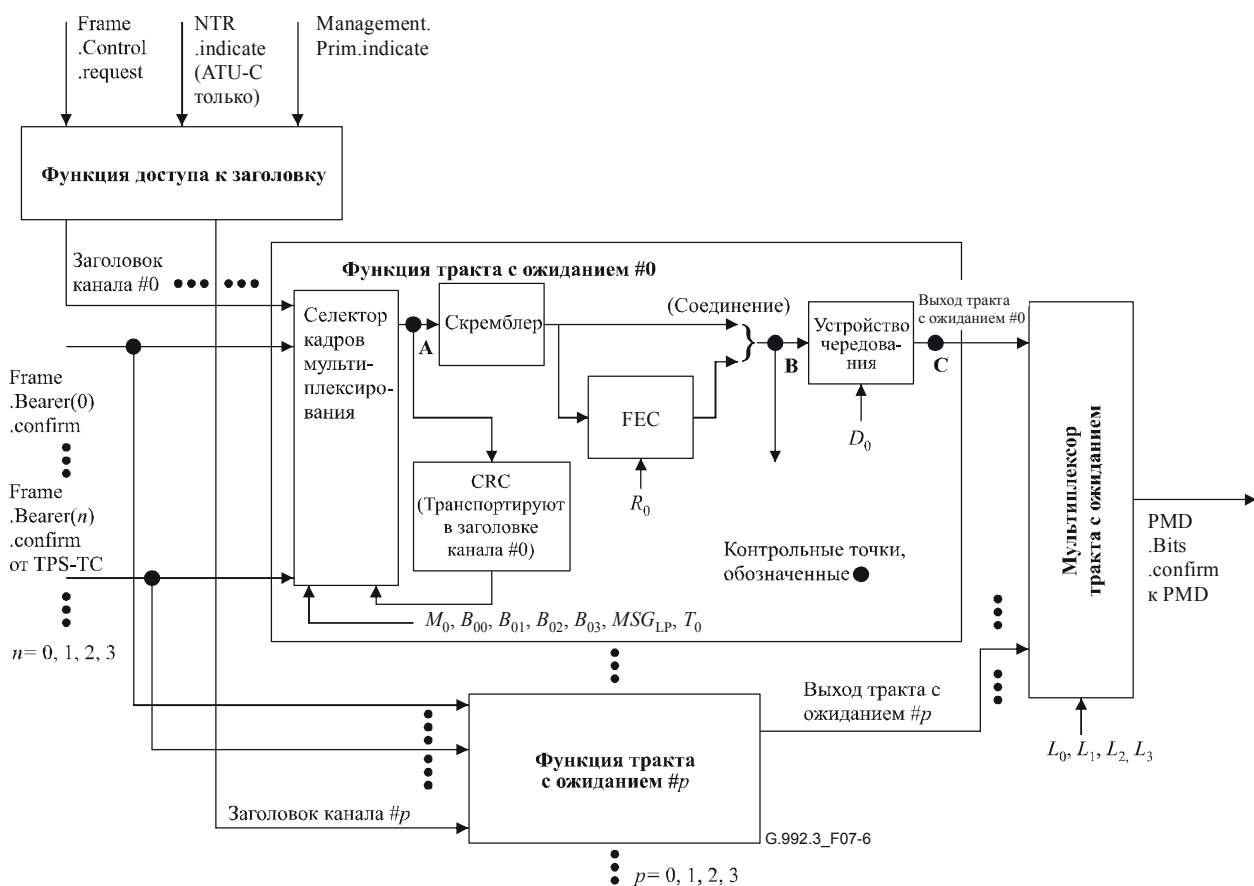 Frame
.Control
.request
NTR
.indicate
(ATU-C
только)
Management.
Prim.indicate
Функция доступа к заголовку
Заголовок
канала #0
Функция тракта с ожиданием #0
Селектор
кадров
мульти-
плексиро-
вания
A
Скремблер
(Соединение)
B
Устройство
чередова-
ния
C
Выход тракта
с ожиданием #0
FEC
D0
R0
CRC
(Транспортируют
в заголовке
канала #0)
Контрольные точки,
обозначенные
M0, B00, B01, B02, B03, MSGLP, T0
Frame
.Bearer(0)
.confirm
Frame
.Bearer(n)
.confirm
от TPS-TC
n= 0, 1, 2, 3
Мультиплексор
тракта с ожиданием
PMD
.Bits
.confirm
к PMD
L0, L1, L2, L3
Выход тракта с
ожиданием #p
Функция тракта
с ожиданием #p
Заголовок канала #p
G.992.3_F07-6
p= 0, 1, 2, 3